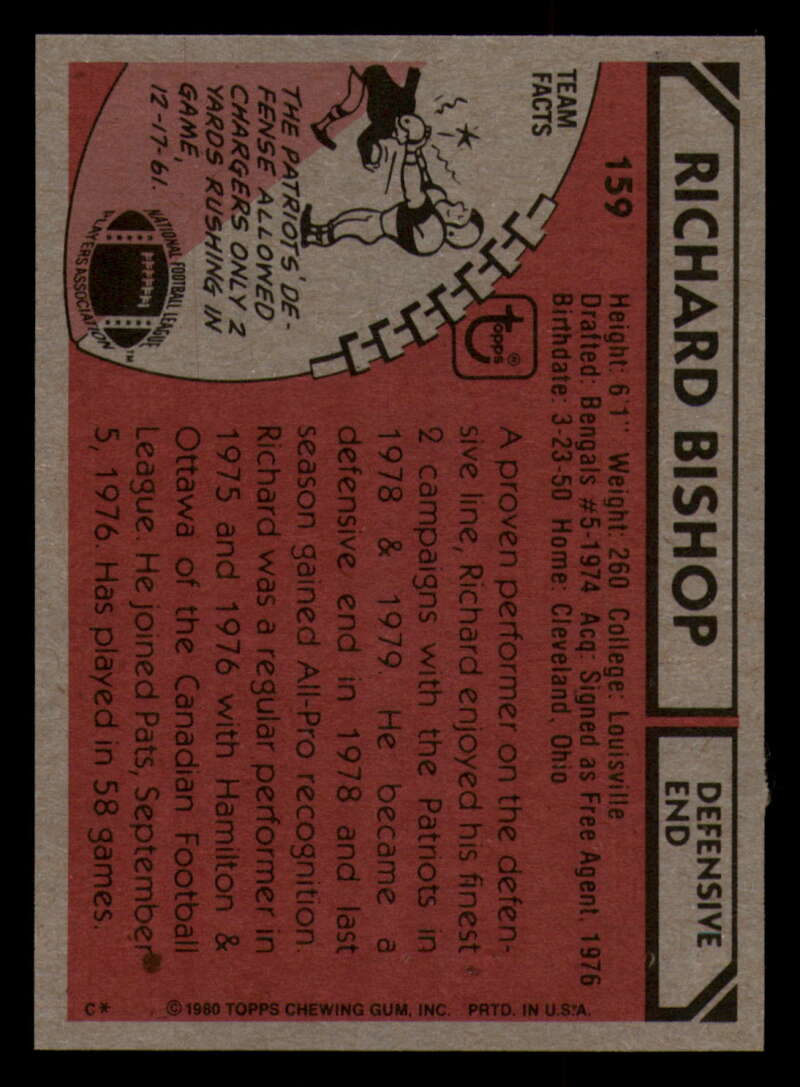 RICHARD BISHOP
DEFENSIVE
END
159
Height: 6'1" Weight: 260 College: Louisville
Drafted: Bengals #5-1974 Acq: Signed as Free Agent, 1976
Birthdate: 3-23-50 Home: Cleveland, Ohio
TEAM
FACTS
THE PATRIOTS' DE-
FENSE ALLOWED
CHARGERS ONLY 2
YARDS RUSHING IN
GAME,
12-17-61.
NATIONAL FOOTBALL LEAGUE
PLAYERS ASSOCIATION™
topps®
A proven performer on the defen-
sive line, Richard enjoyed his finest
2 campaigns with the Patriots in
1978 & 1979. He became a
defensive end in 1978 and last
season gained All-Pro recognition.
Richard was a regular performer in
1975 and 1976 with Hamilton &
Ottawa of the Canadian Football
League. He joined Pats, September
5, 1976. Has played in 58 games.
C* ©1980 TOPPS CHEWING GUM, INC. PRTD. IN U.S.A.